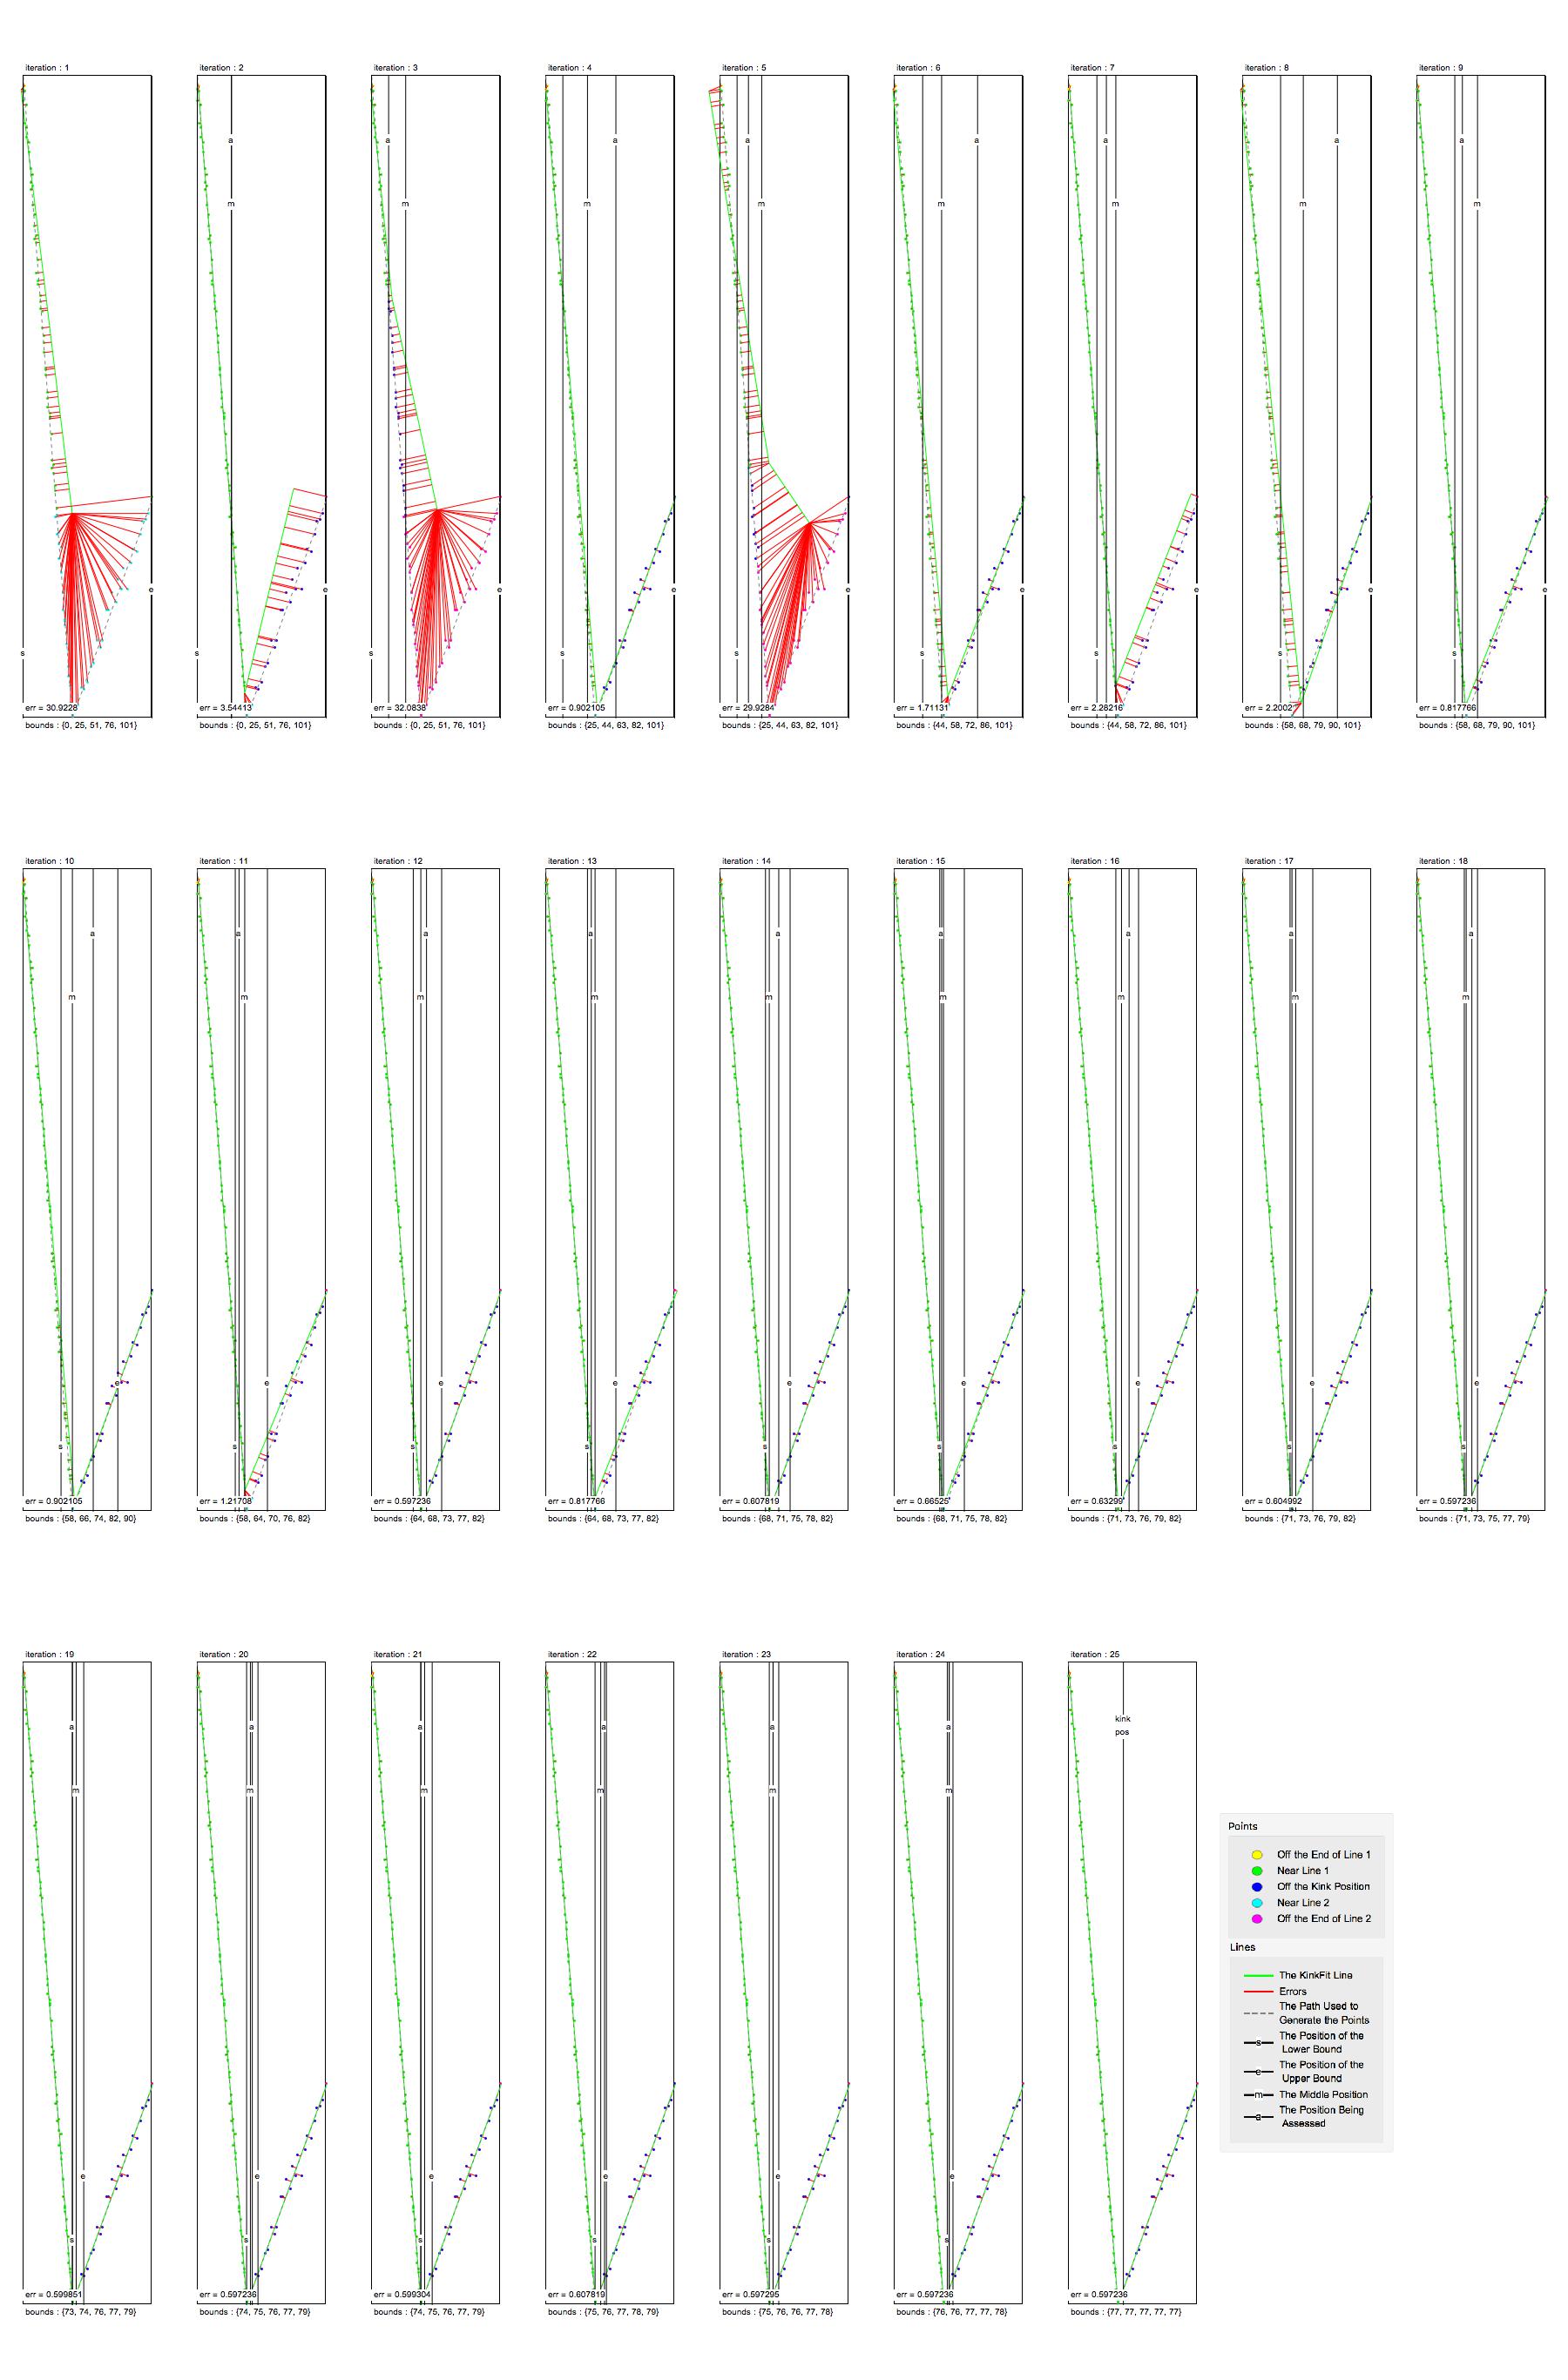 iteration : 1
iteration : 2
iteration : 3
iteration : 4
iteration : 5
iteration : 6
iteration : 7
iteration : 8
iteration : 9
a
a
a
a
a
a
a
a
m
m
m
m
m
m
m
m
e
e
e
e
e
e
e
e
e
s
s
s
s
s
s
s
s
s
err = 30.9228
err = 3.54413
err = 32.0838
err = 0.902105
err = 29.9284
err = 1.71131
err = 2.28216
err = 2.2002
err = 0.817766
bounds : {0, 25, 51, 76, 101}
bounds : {0, 25, 51, 76, 101}
bounds : {0, 25, 51, 76, 101}
bounds : {25, 44, 63, 82, 101}
bounds : {25, 44, 63, 82, 101}
bounds : {44, 58, 72, 86, 101}
bounds : {44, 58, 72, 86, 101}
bounds : {58, 68, 79, 90, 101}
bounds : {58, 68, 79, 90, 101}
iteration : 10
iteration : 11
iteration : 12
iteration : 13
iteration : 14
iteration : 15
iteration : 16
iteration : 17
iteration : 18
a
a
a
a
a
a
a
a
a
m
m
m
m
m
m
m
m
m
e
e
e
e
e
e
e
e
e
s
s
s
s
s
s
s
s
s
err = 0.902105
err = 1.21708
err = 0.597236
err = 0.817766
err = 0.607819
err = 0.66525
err = 0.63299
err = 0.604992
err = 0.597236
bounds : {58, 66, 74, 82, 90}
bounds : {58, 64, 70, 76, 82}
bounds : {64, 68, 73, 77, 82}
bounds : {64, 68, 73, 77, 82}
bounds : {68, 71, 75, 78, 82}
bounds : {68, 71, 75, 78, 82}
bounds : {71, 73, 76, 79, 82}
bounds : {71, 73, 76, 79, 82}
bounds : {71, 73, 75, 77, 79}
iteration : 19
iteration : 20
iteration : 21
iteration : 22
iteration : 23
iteration : 24
iteration : 25
a
a
a
a
a
a
kink
pos
m
m
m
m
m
m
e
e
e
e
e
e
s
s
s
s
s
s
err = 0.599851
err = 0.597236
err = 0.599304
err = 0.607819
err = 0.597295
err = 0.597236
err = 0.597236
bounds : {73, 74, 76, 77, 79}
bounds : {74, 75, 76, 77, 79}
bounds : {74, 75, 76, 77, 79}
bounds : {75, 76, 77, 78, 79}
bounds : {75, 76, 76, 77, 78}
bounds : {76, 76, 77, 77, 78}
bounds : {77, 77, 77, 77, 77}
Points
Off the End of Line 1
Near Line 1
Off the Kink Position
Near Line 2
Off the End of Line 2
Lines
The KinkFit Line
Errors
The Path Used to
Generate the Points
s The Position of the
Lower Bound
e The Position of the
Upper Bound
m The Middle Position
a The Position Being
Assessed